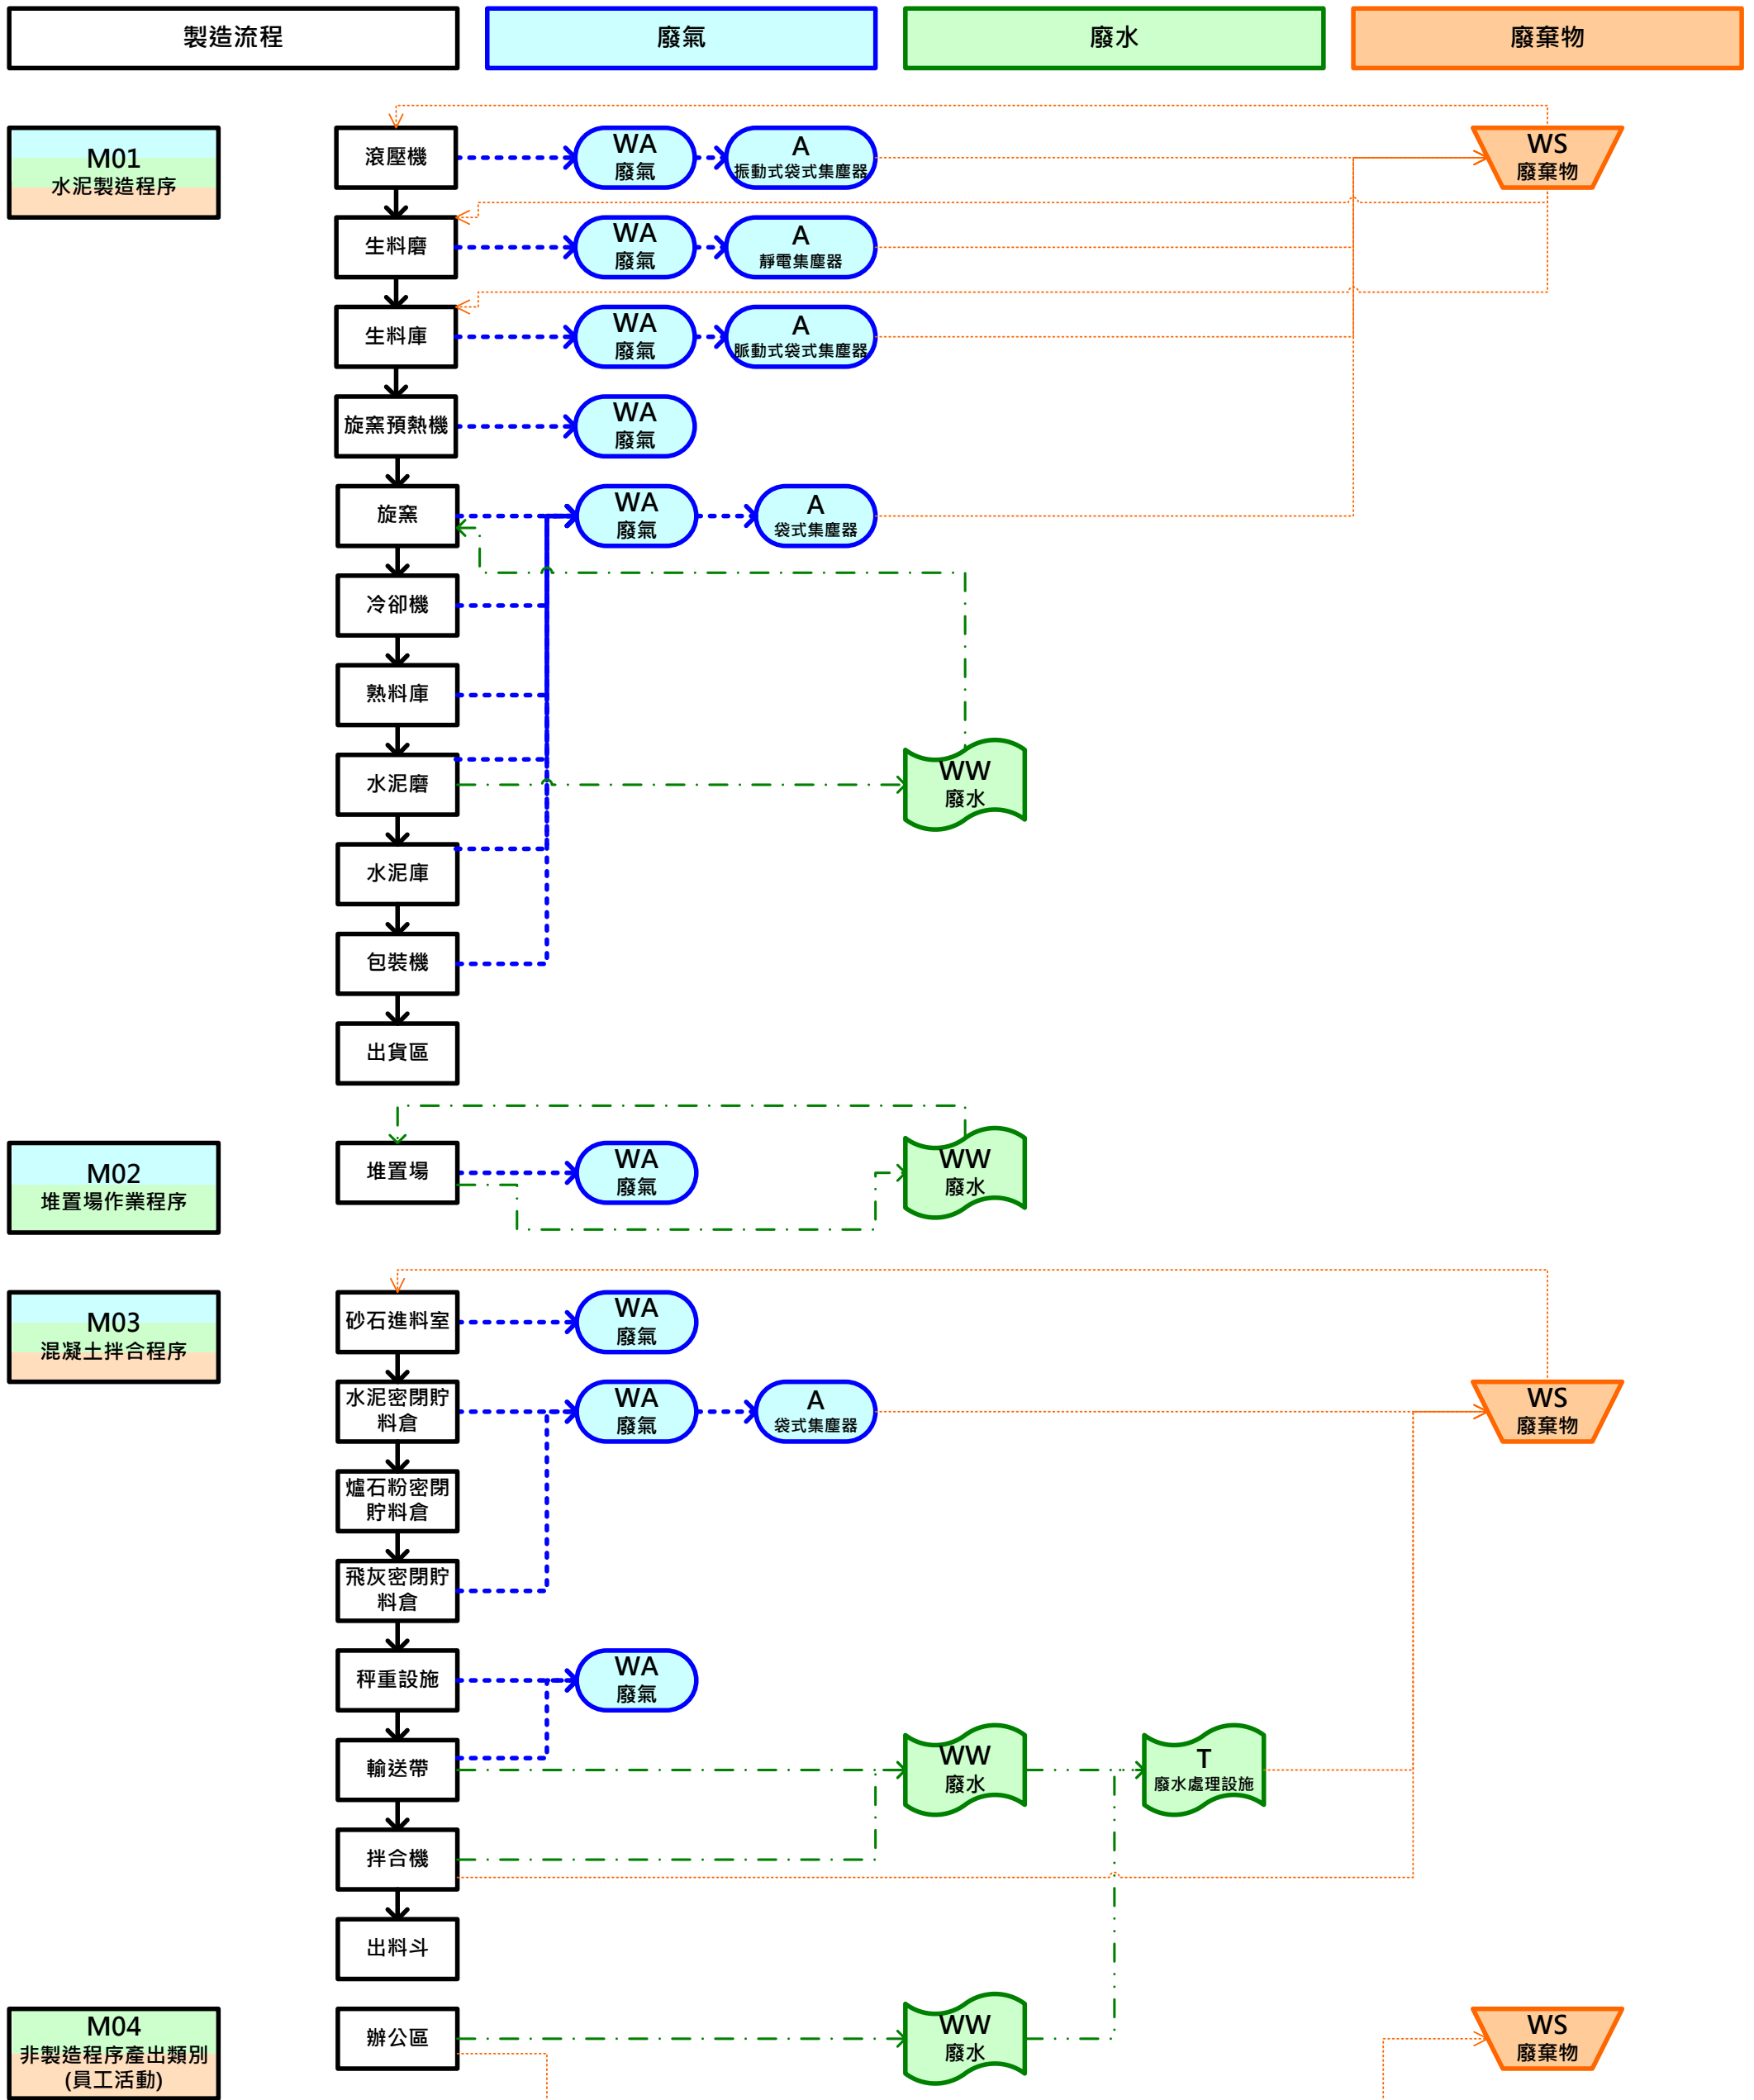 製造流程
廢氣
廢水
廢棄物
M01
水泥製造程序
滾壓機
WA
廢氣
A
振動式袋式集塵器
WS
廢棄物
生料磨
WA
廢氣
A
靜電集塵器
生料庫
WA
廢氣
A
脈動式袋式集塵器
旋窯預熱機
WA
廢氣
旋窯
WA
廢氣
A
袋式集塵器
冷卻機
熟料庫
水泥磨
WW
廢水
水泥庫
包裝機
出貨區
M02
堆置場作業程序
堆置場
WA
廢氣
WW
廢水
M03
混凝土拌合程序
砂石進料室
WA
廢氣
水泥密閉貯
料倉
WA
廢氣
A
袋式集塵器
WS
廢棄物
爐石粉密閉
貯料倉
飛灰密閉貯
料倉
秤重設施
WA
廢氣
輸送帶
WW
廢水
T
廢水處理設施
拌合機
出料斗
M04
非製造程序產出類別
(員工活動)
辦公區
WW
廢水
WS
廢棄物